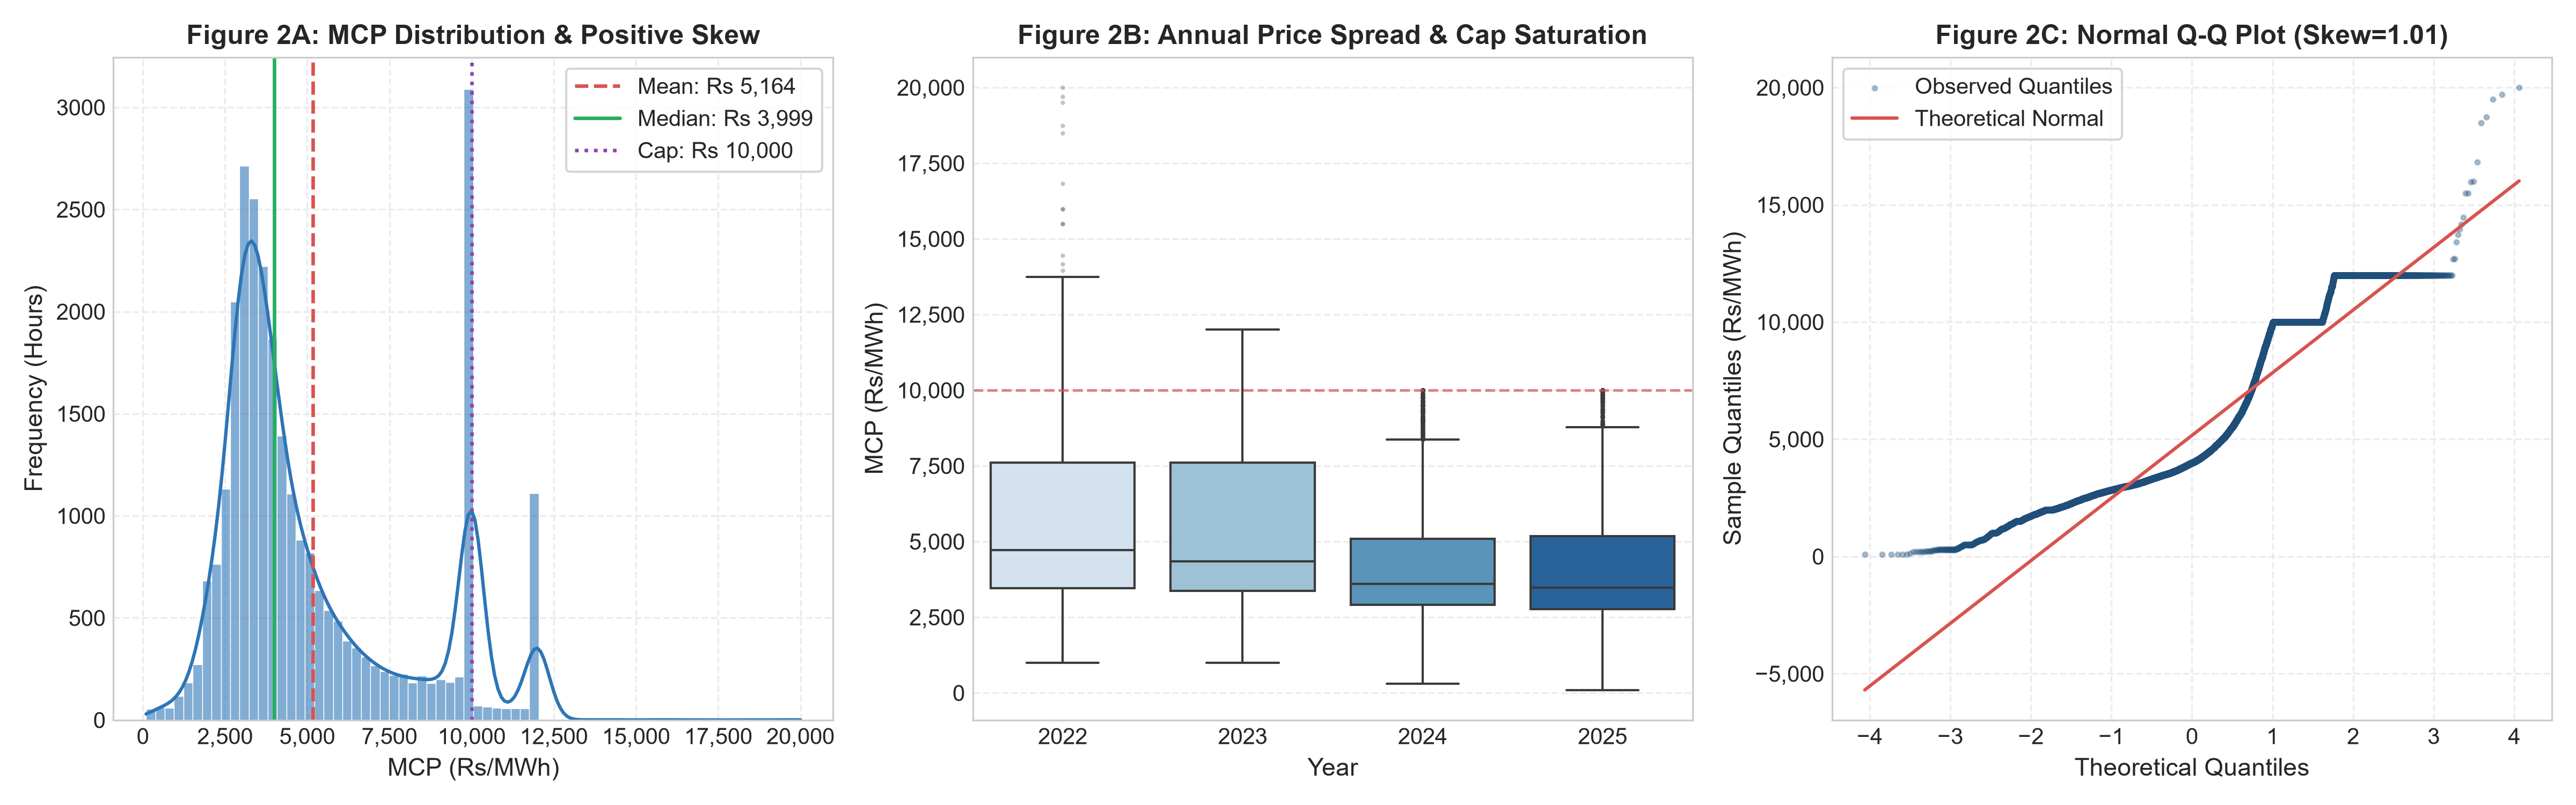 Figure 2A: MCP Distribution & Positive Skew
Mean: Rs 5,164
Median: Rs 3,999
Cap: Rs 10,000
Frequency (Hours)
3000
2500
2000
1500
1000
500
0
0 2,500 5,000 7,500 10,000 12,500 15,000 17,500 20,000
MCP (Rs/MWh)
Figure 2B: Annual Price Spread & Cap Saturation
MCP (Rs/MWh)
20,000
17,500
15,000
12,500
10,000
7,500
5,000
2,500
0
2022 2023 2024 2025
Year
Figure 2C: Normal Q-Q Plot (Skew=1.01)
Observed Quantiles
Theoretical Normal
Sample Quantiles (Rs/MWh)
20,000
15,000
10,000
5,000
0
−5,000
−4 −3 −2 −1 0 1 2 3 4
Theoretical Quantiles